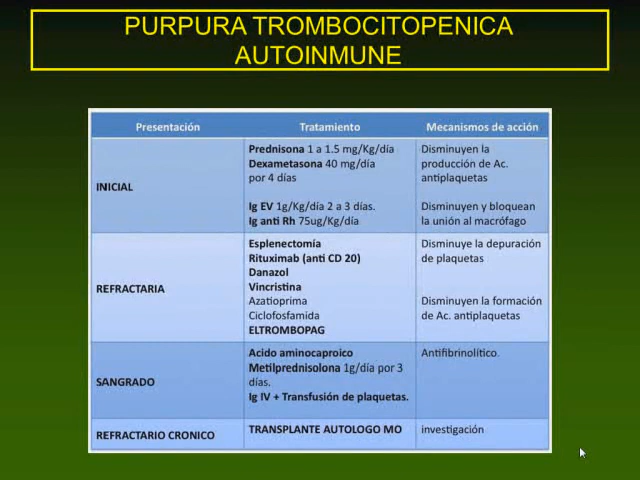 PURPURA TROMBOCITOPENICA
AUTOINMUNE
Presentación
Tratamiento
Mecanismos de acción
INICIAL
Prednisona 1 a 1.5 mg/Kg/día
Dexametasona 40 mg/día
por 4 días
Ig EV 1g/Kg/día 2 a 3 días.
Ig anti Rh 75ug/Kg/día
Disminuyen la
producción de Ac.
antiplaquetas
Disminuyen y bloquean
la unión al macrófago
REFRACTARIA
Esplenectomía
Rituximab (anti CD 20)
Danazol
Vincristina
Azatioprima
Ciclofosfamida
ELTROMBOPAG
Disminuye la depuración
de plaquetas
Disminuyen la formación
de Ac. antiplaquetas
SANGRADO
Acido aminocaproico
Metilprednisolona 1g/día por 3
días.
Ig IV + Transfusión de plaquetas.
Antifibrinolítico.
REFRACTARIO CRONICO
TRANSPLANTE AUTOLOGO MO
investigación